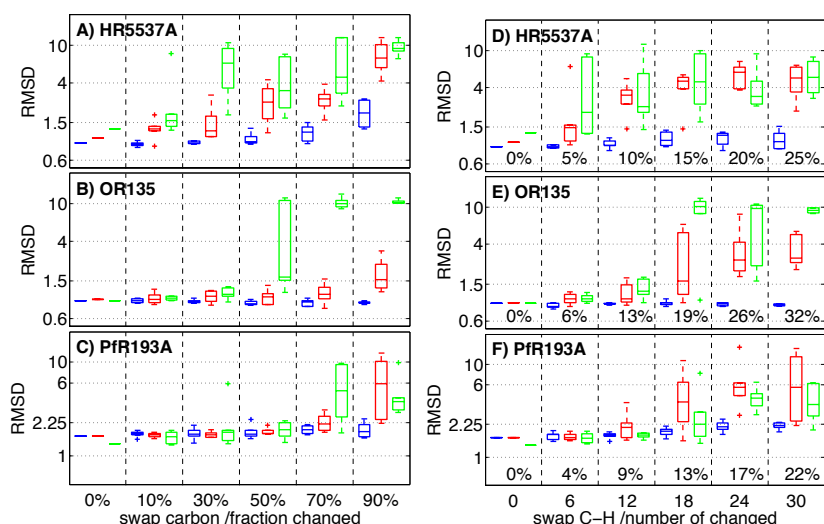 A) HR5537A
RMSD
10
4
1.5
0.6
B) OR135
RMSD
10
4
1.5
0.6
C) PfR193A
RMSD
10
6
2.25
1
0% 10% 30% 50% 70% 90%
swap carbon /fraction changed
D) HR5537A
RMSD
10
4
1.5
0.6
0% 5% 10% 15% 20% 25%
E) OR135
RMSD
10
4
1.5
0.6
0% 6% 13% 19% 26% 32%
F) PfR193A
RMSD
10
6
2.25
1
0% 4% 9% 13% 17% 22%
0 6 12 18 24 30
swap C−H /number of changed